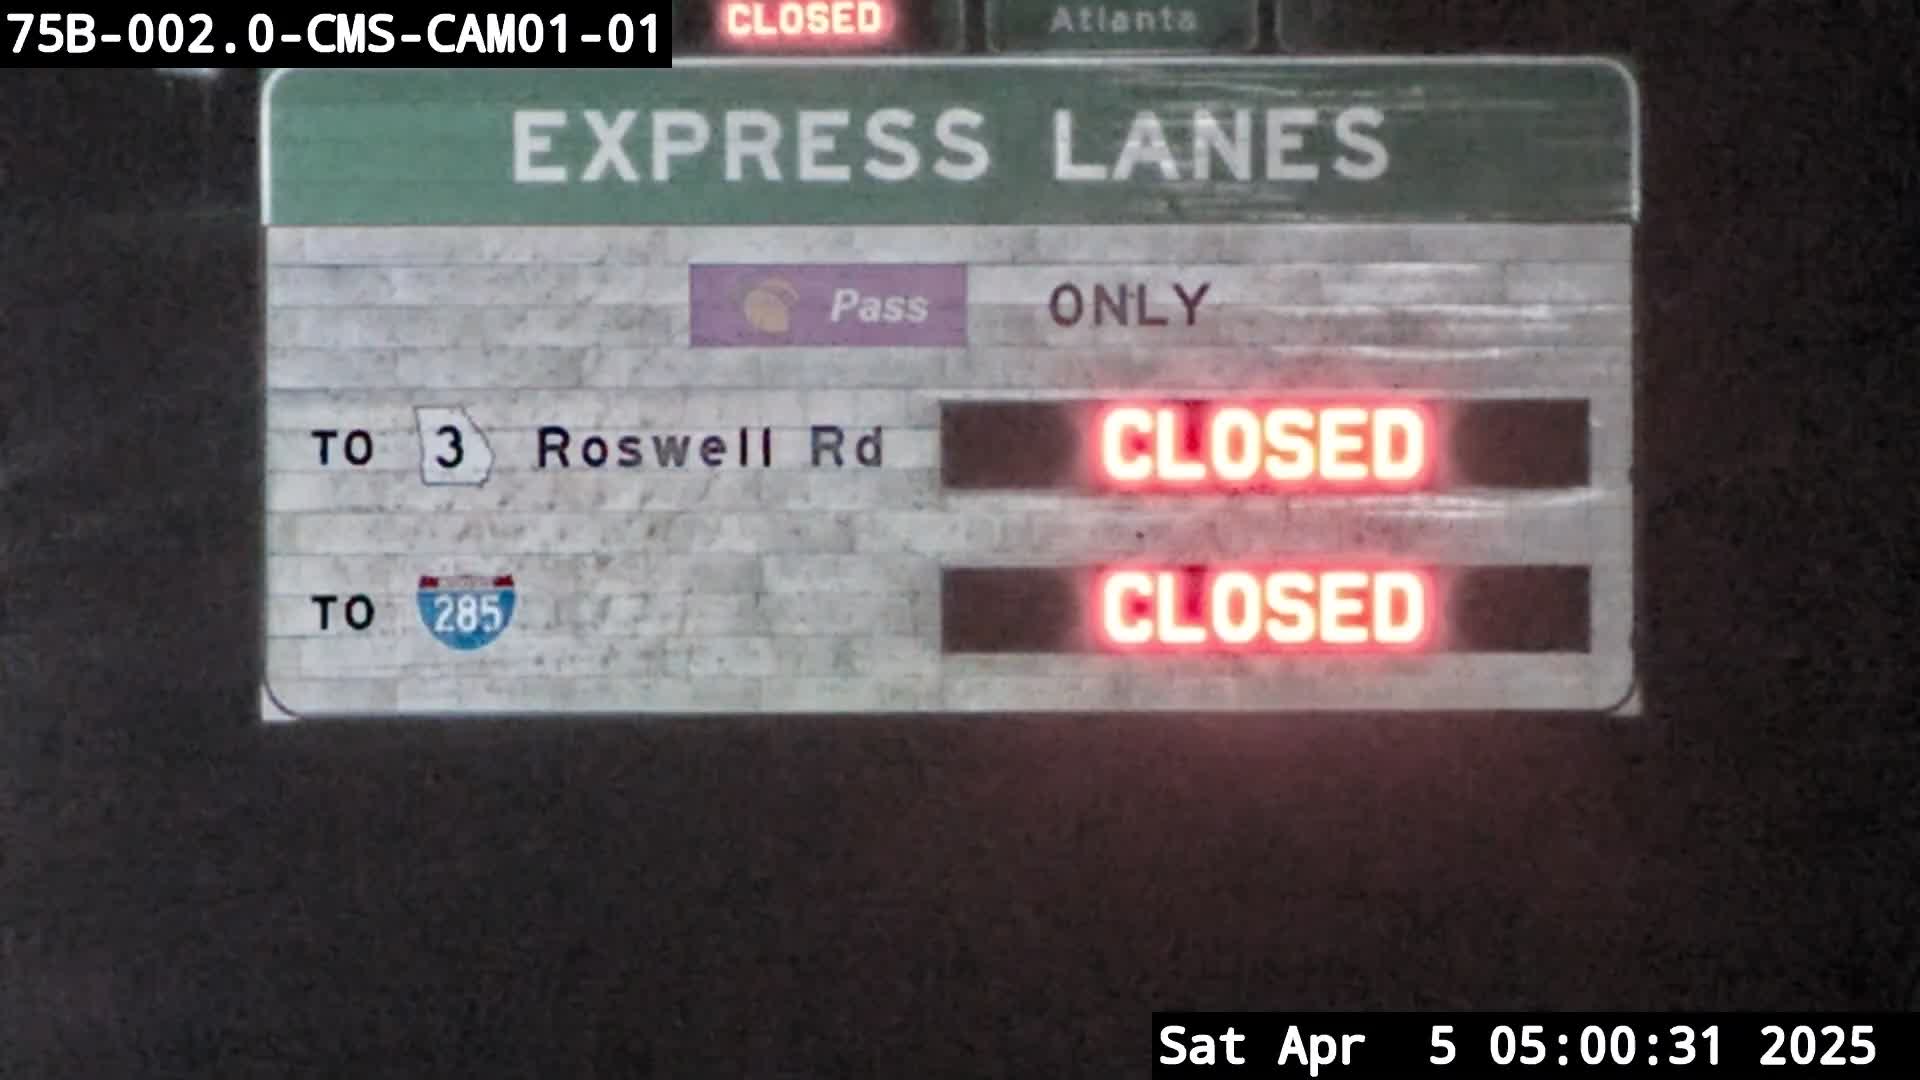 75B-002.0-CMS-CAM01-01
CLOSED
Atlanta
EXPRESS LANES
Pass ONLY
TO 3 Roswell Rd CLOSED
TO 285 CLOSED
Sat Apr 5 05:00:31 2025